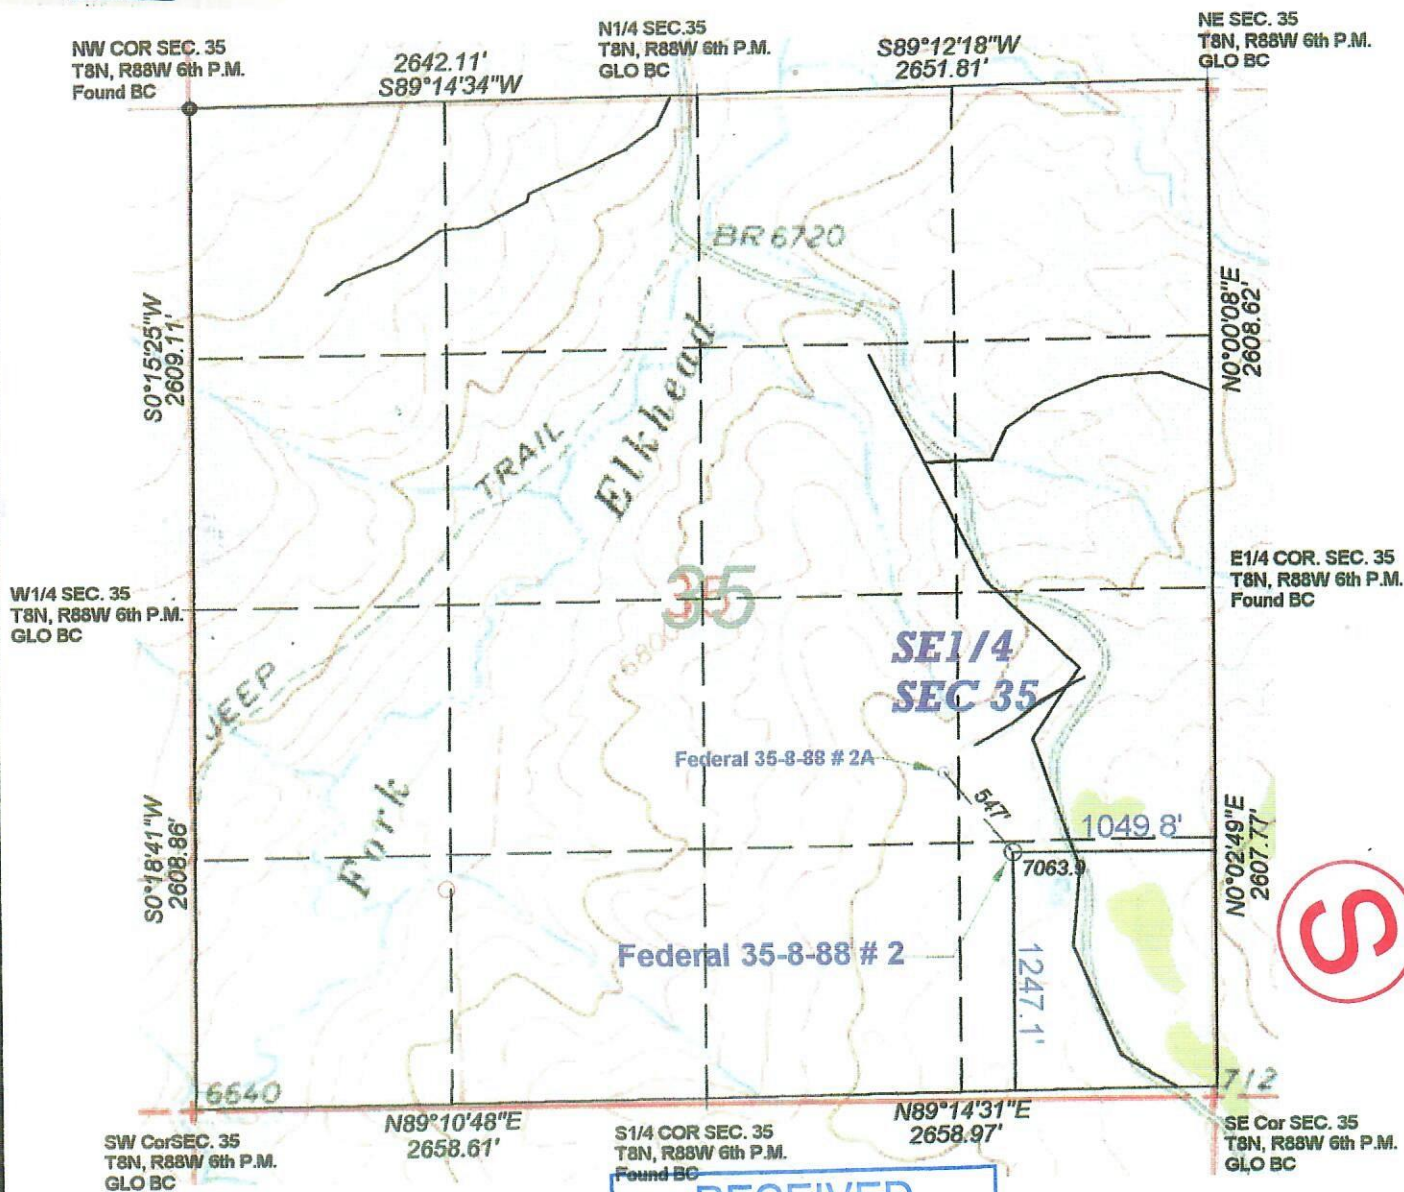 NW COR SEC. 35
T8N, R88W 6th P.M.
Found BC
2642.11'
S89°14'34"W
N1/4 SEC.35
T8N, R88W 6th P.M.
GLO BC
S89°12'18"W
2651.81'
NE SEC. 35
T8N, R88W 6th P.M.
GLO BC
BR 6720
S0°15'25"W
2609.11'
N0°00'08"E
2608.62'
Elkhead
TRAIL
W1/4 SEC. 35
T8N, R88W 6th P.M.
GLO BC
35
35
E1/4 COR. SEC. 35
T8N, R88W 6th P.M.
Found BC
6800
SE1/4
SEC 35
JEEP
Federal 35-8-88 # 2A
547'
1049.8'
Fork
S0°18'41"W
2608.86'
N0°02'49"E
2607.77'
7063.9
Federal 35-8-88 # 2
1247.1'
S
6640
712
N89°10'48"E
2658.61'
N89°14'31"E
2658.97'
SW CorSEC. 35
T8N, R88W 6th P.M.
GLO BC
S1/4 COR SEC. 35
T8N, R88W 6th P.M.
Found BC
SE Cor SEC. 35
T8N, R88W 6th P.M.
GLO BC
RECEIVED